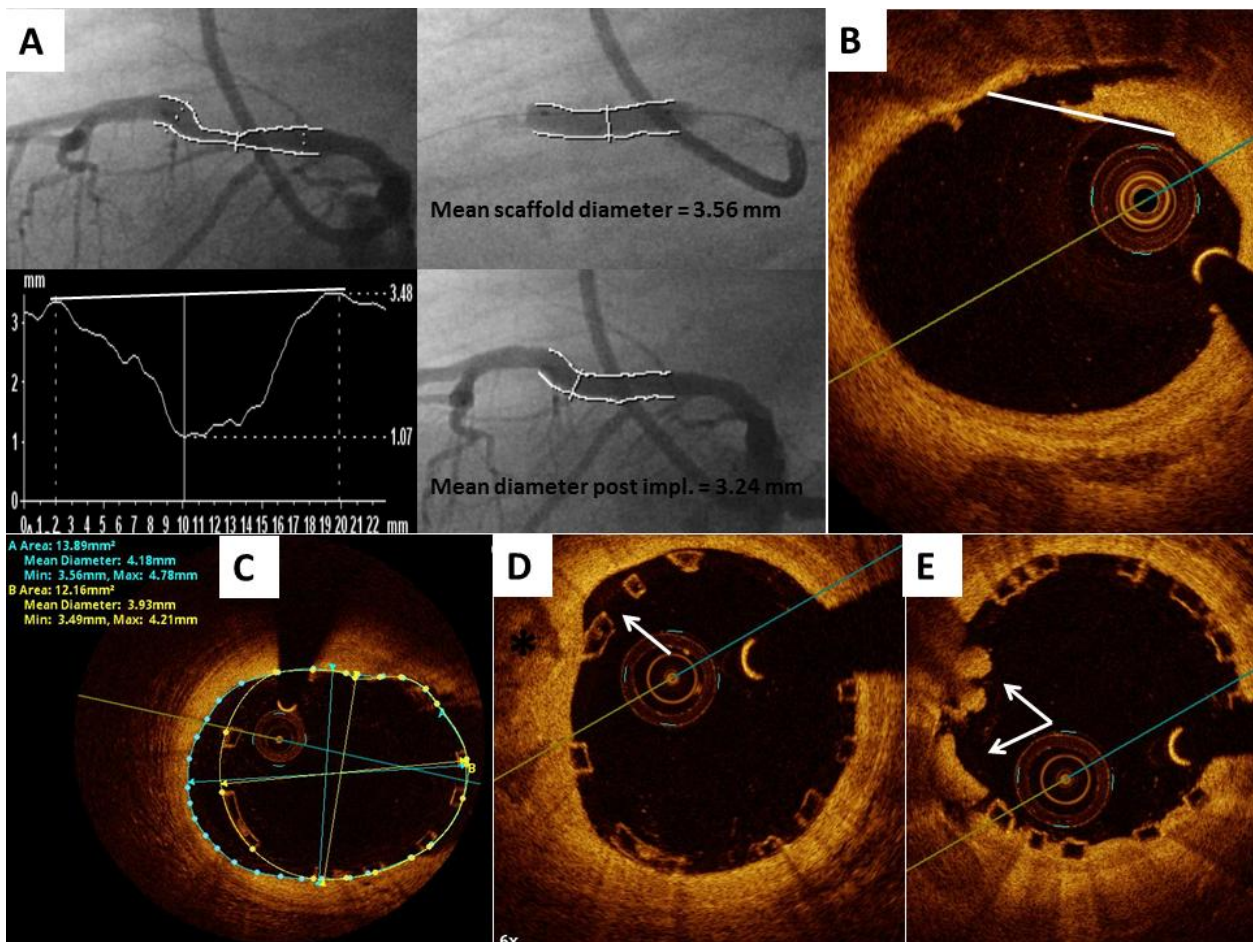 A
Mean scaffold diameter = 3.56 mm
mm
3.48
3
2
1
1.07
0
0 1 2 3 4 5 6 7 8 9 10 11 12 13 14 15 16 17 18 19 20 21 22 mm
Mean diameter post impl. = 3.24 mm
B
A Area: 13.89mm²
Mean Diameter: 4.18mm
Min: 3.56mm, Max: 4.78mm
B Area: 12.16mm²
Mean Diameter: 3.93mm
Min: 3.49mm, Max: 4.21mm
C
A
B
D
*
6x
E